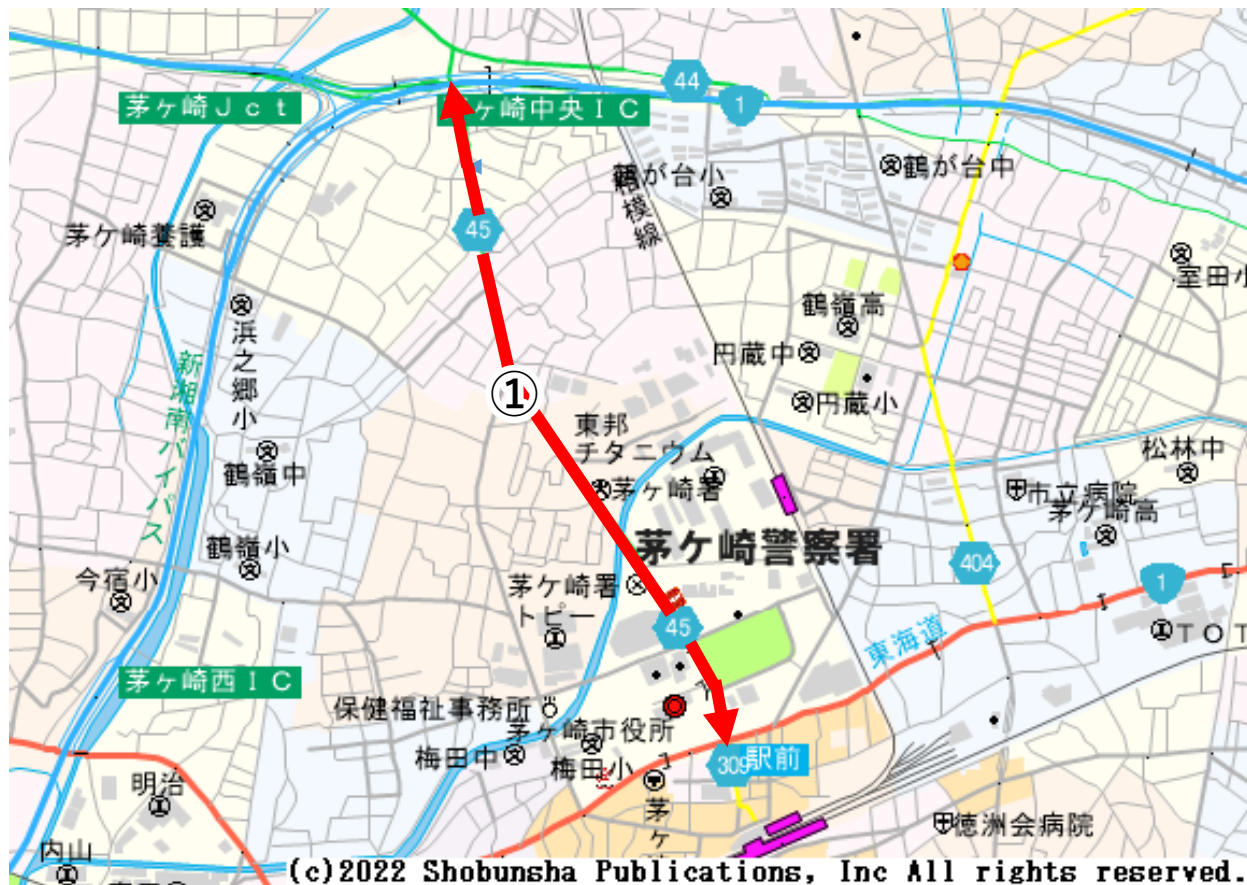 44
1
茅ヶ崎Jct
ヶ崎中央IC
鶴が台中
鶴が台小
相模線
45
茅ケ崎養護
室田小
鶴嶺高
浜之郷小
円蔵中
新湘南バイパス
①
円蔵小
東邦
チタニウム
松林中
鶴嶺中
茅ヶ崎署
市立病院
茅ケ崎高
茅ケ崎警察署
鶴嶺小
404
今宿小
茅ケ崎署
1
トピー
45
東海道
TOT
茅ヶ崎西IC
保健福祉事務所
茅ケ崎市役所
梅田中
梅田小
309
駅前
明治
茅ケ
徳洲会病院
内山
(c)2022 Shobunsha Publications, Inc All rights reserved.